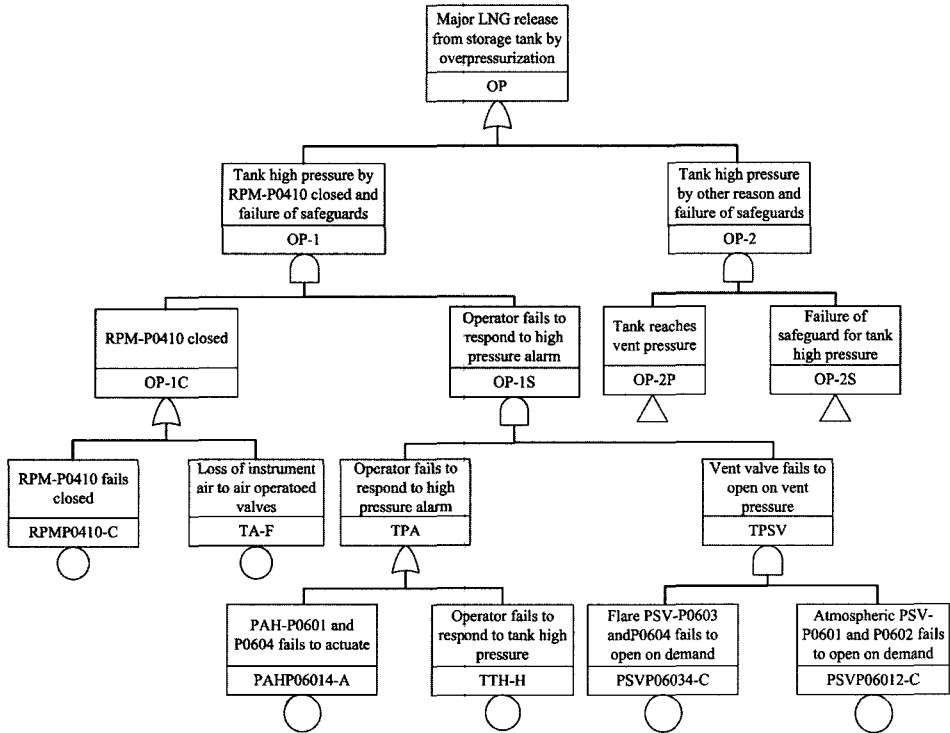 Major LNG release
from storage tank by
overpressurization
OP
Tank high pressure by
RPM-P0410 closed and
failure of safeguards
OP-1
Tank high pressure
by other reason and
failure of safeguards
OP-2
RPM-P0410 closed
OP-1C
Operator fails to
respond to high
pressure alarm
OP-1S
Tank reaches
vent pressure
OP-2P
Failure of
safeguard for tank
high pressure
OP-2S
RPM-P0410 fails
closed
RPMP0410-C
Loss of instrument
air to air operatoed
valves
TA-F
Operator fails to
respond to high
pressure alarm
TPA
Vent valve fails to
open on vent
pressure
TPSV
PAH-P0601 and
P0604 fails to actuate
PAHP06014-A
Operator fails to
respond to tank high
pressure
TTH-H
Flare PSV-P0603
andP0604 fails to
open on demand
PSVP06034-C
Atmospheric PSV-
P0601 and P0602 fails
to open on demand
PSVP06012-C